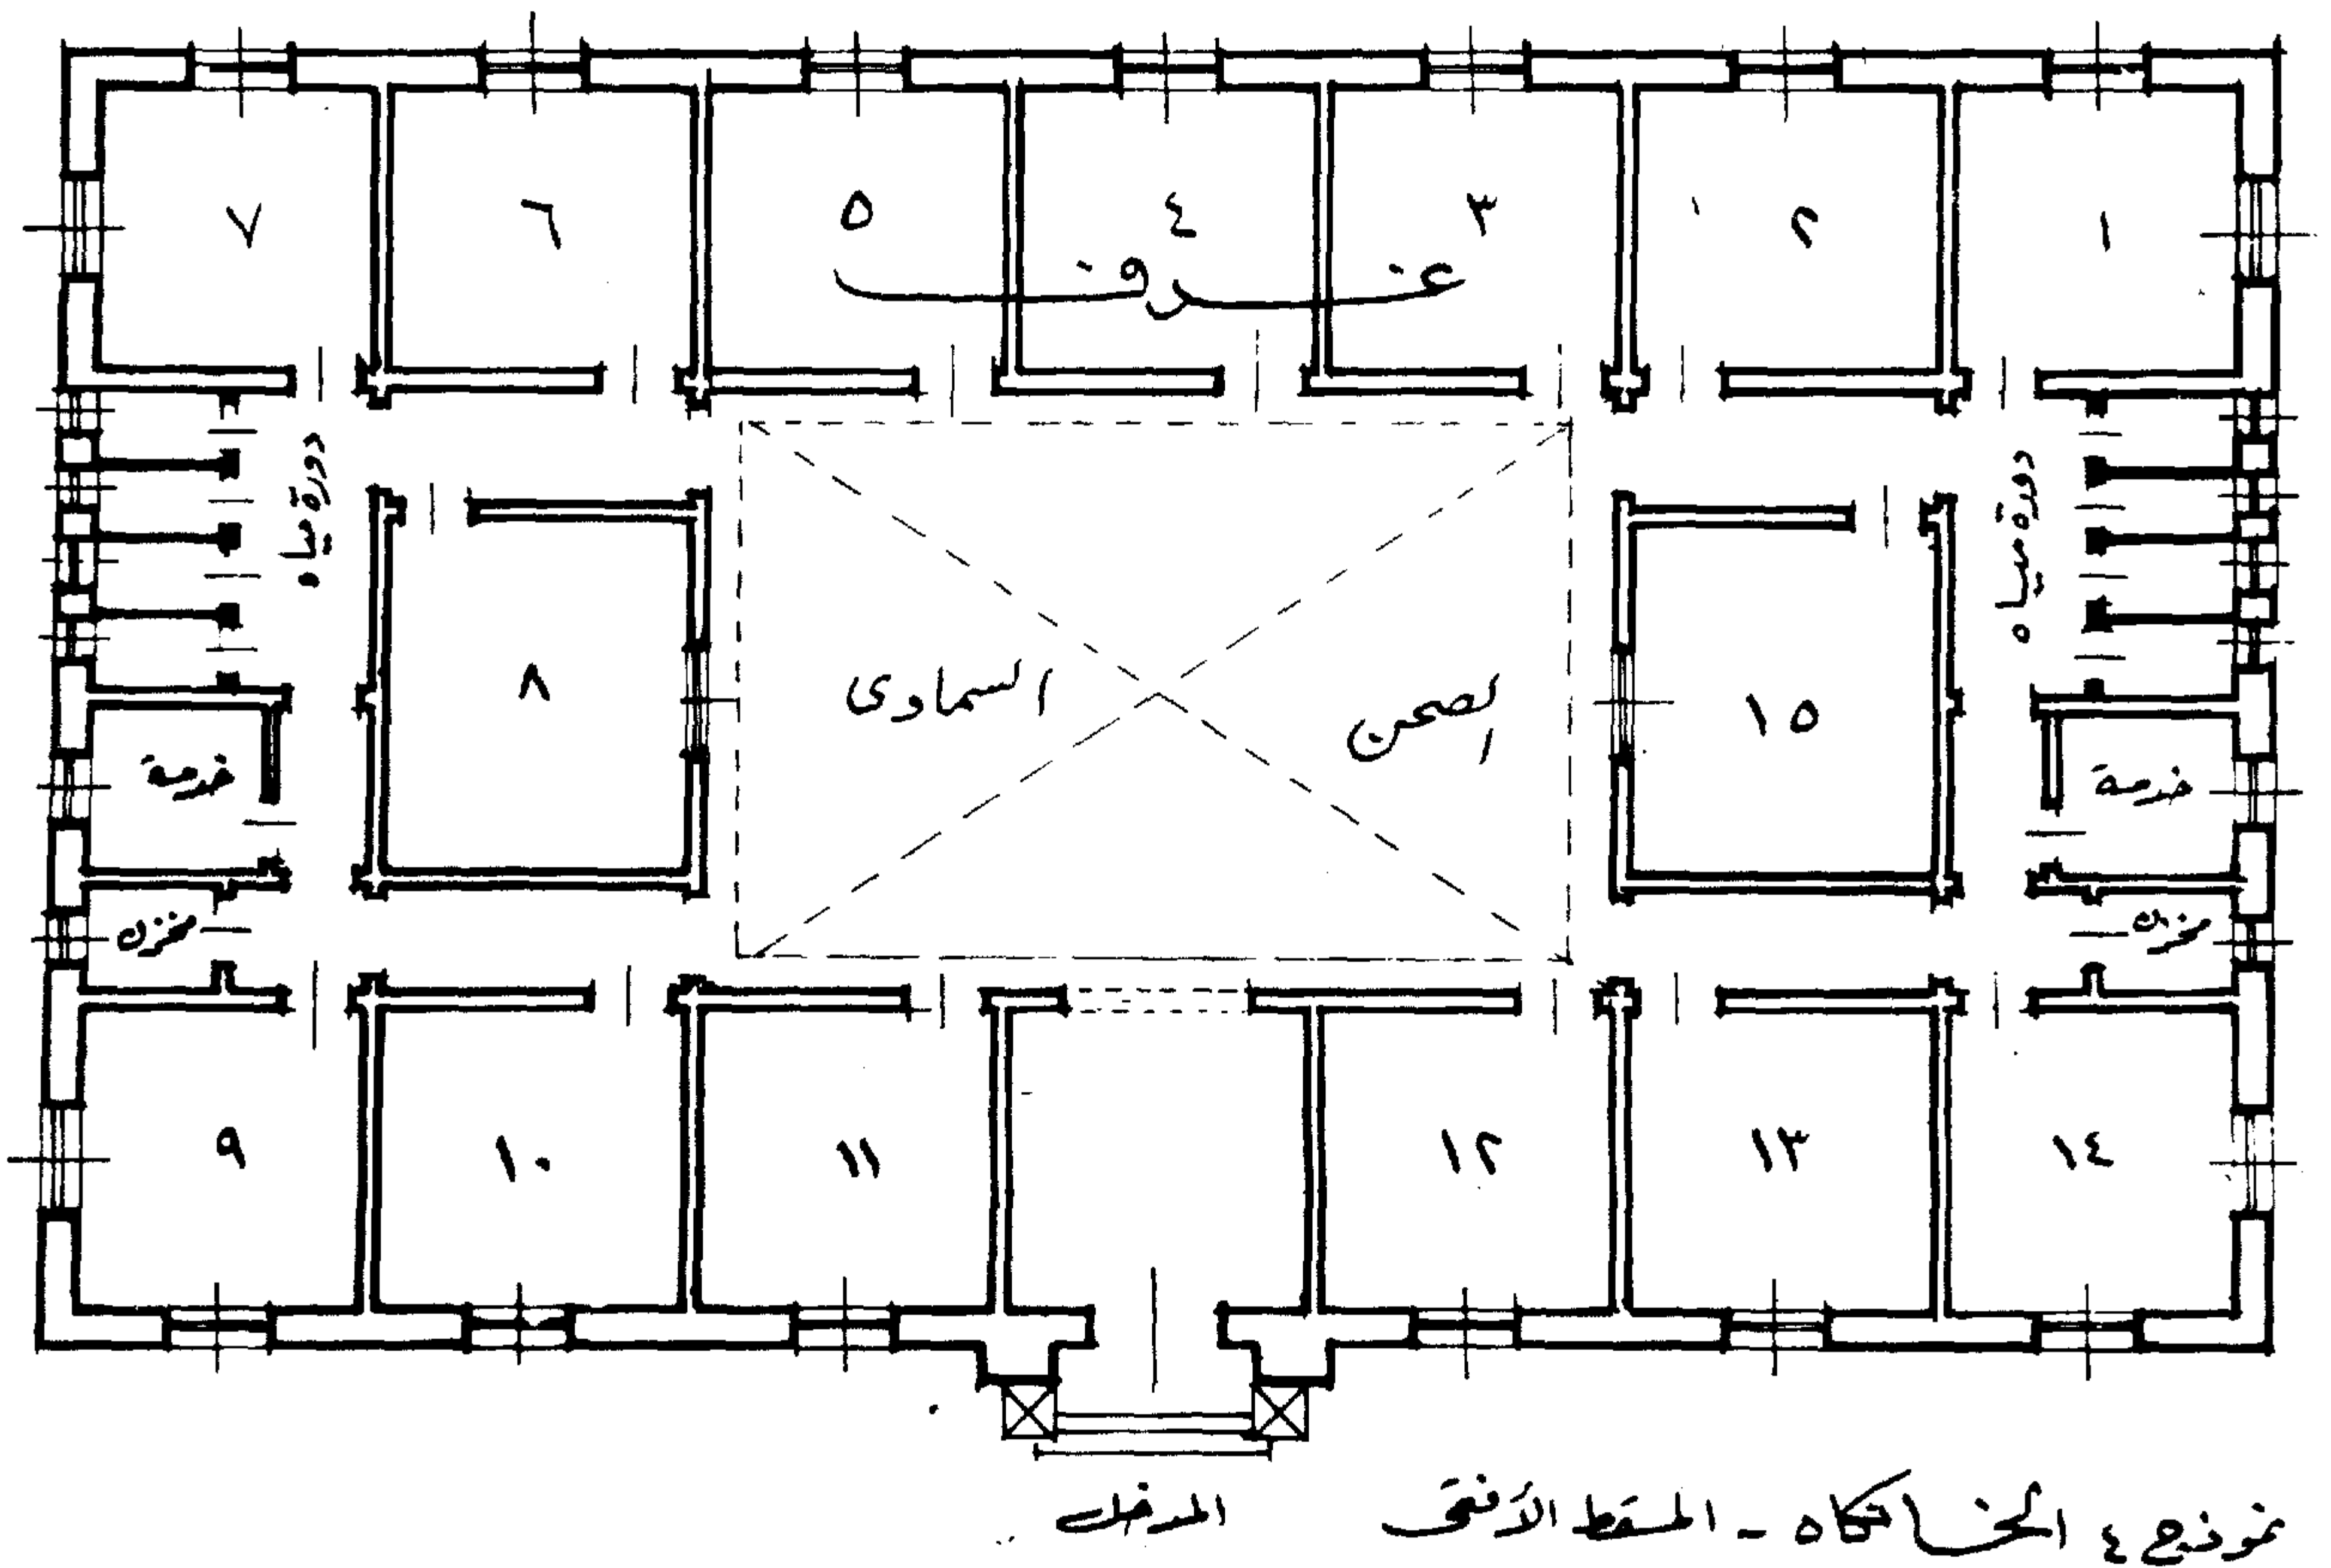 ١ ٢ ٣ ٤ ٥ ٦ ٧
غرف
دورة مياه
دورة مياه
الصحن السماوى
١٥
٨
خدمة
خدمة
مخزن
مخزن
١٤ ١٣ ١٢ ١١ ١٠ ٩
المدخل
نموذج ٤ الخانكاه - المسقط الأفقى